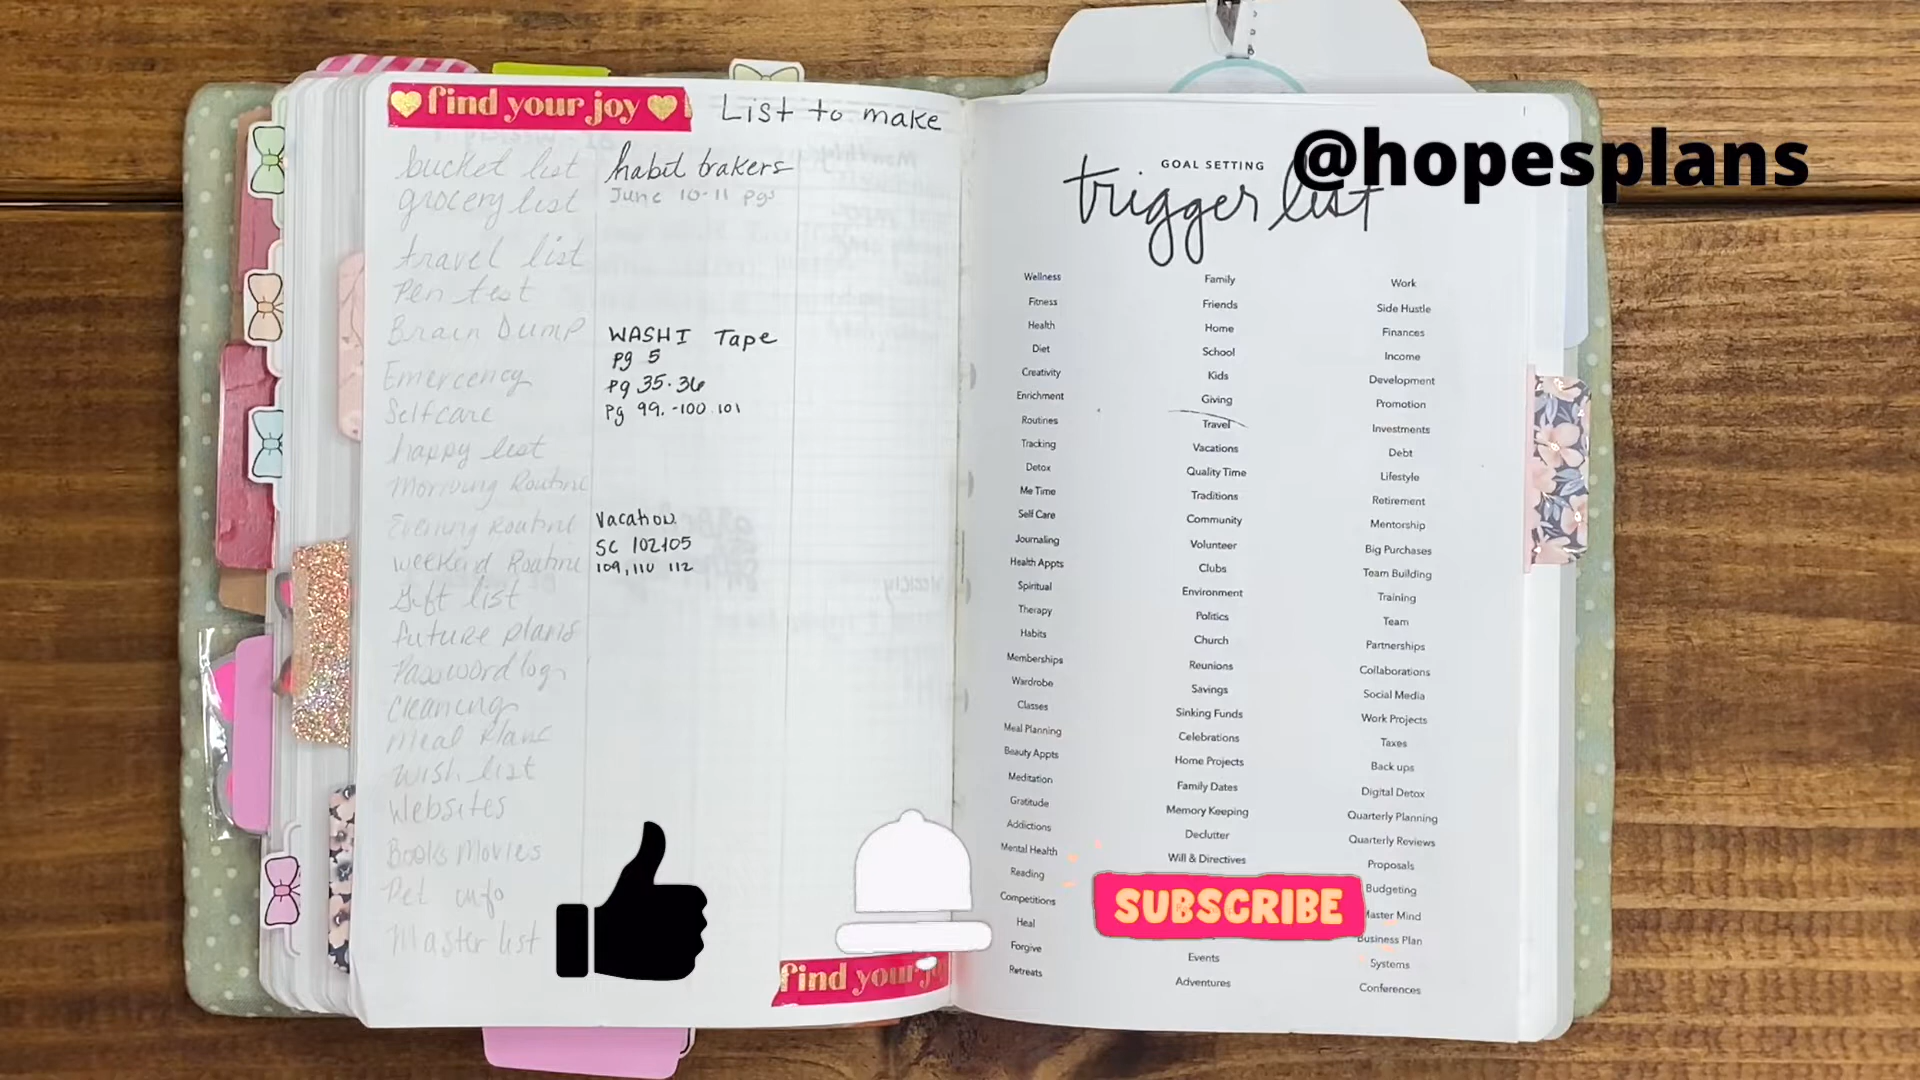 find your joy
List to make
bucket list
grocery list
travel list
Pen test
Brain Dump
Emercency
Selfcare
happy list
Morning Routine
Evening Routine
weekend Routine
Gift list
future plans
Password log
Cleaning
Meal Plans
Wish list
Websites
Books Movies
Pet info
Master list
habit brakers
June 10-11 pgs
WASHI Tape
pg 5
pg 35.36
pg 99.-100.101
Vacation
SC 102105
109, 110 112
find your jo
@hopesplans
GOAL SETTING
trigger list
Wellness
Fitness
Health
Diet
Creativity
Enrichment
Routines
Tracking
Detox
Me Time
Self Care
Journaling
Health Appts
Spiritual
Therapy
Habits
Memberships
Wardrobe
Classes
Meal Planning
Beauty Appts
Meditation
Gratitude
Addictions
Mental Health
Reading
Competitions
Heal
Forgive
Retreats
Family
Friends
Home
School
Kids
Giving
Travel
Vacations
Quality Time
Traditions
Community
Volunteer
Clubs
Environment
Politics
Church
Reunions
Savings
Sinking Funds
Celebrations
Home Projects
Family Dates
Memory Keeping
Declutter
Will & Directives
SUBSCRIBE
Events
Adventures
Work
Side Hustle
Finances
Income
Development
Promotion
Investments
Debt
Lifestyle
Retirement
Mentorship
Big Purchases
Team Building
Training
Team
Partnerships
Collaborations
Social Media
Work Projects
Taxes
Back ups
Digital Detox
Quarterly Planning
Quarterly Reviews
Proposals
Budgeting
Master Mind
Business Plan
Systems
Conferences